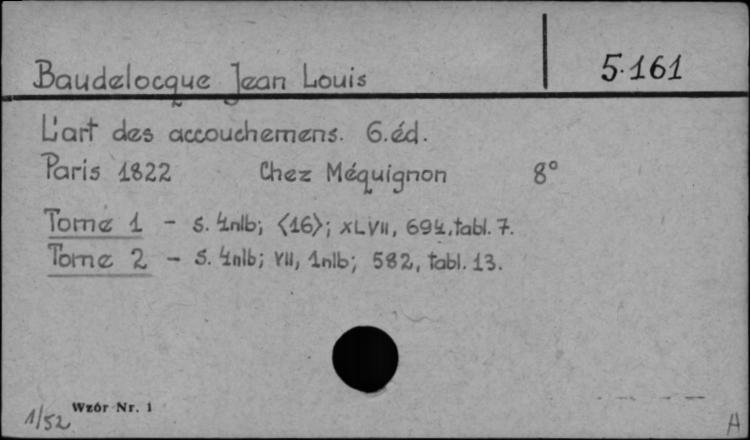 Baudelocque Jean Louis
5.161
L'art des accouchemens. 6.éd.
Paris 1822 Chez Méquignon 8°
Tome 1 - s. 4nlb; <16>; XLVII, 694, tabl. 7.
Tome 2 - s. 4nlb; VII, 1nlb; 582, tabl. 13.
Wzór Nr. 1
1/52
A